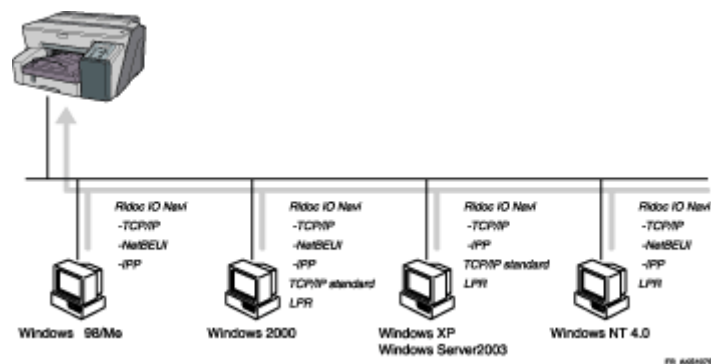 Ridoc IO Navi
-TCP/IP
-NetBEUI
-IPP
Windows 98/Me
Ridoc IO Navi
-TCP/IP
-NetBEUI
-IPP
TCP/IP standard
LPR
Windows 2000
Ridoc IO Navi
-TCP/IP
-IPP
TCP/IP standard
LPR
Windows XP
Windows Server2003
Ridoc IO Navi
-TCP/IP
-NetBEUI
-IPP
LPR
Windows NT 4.0